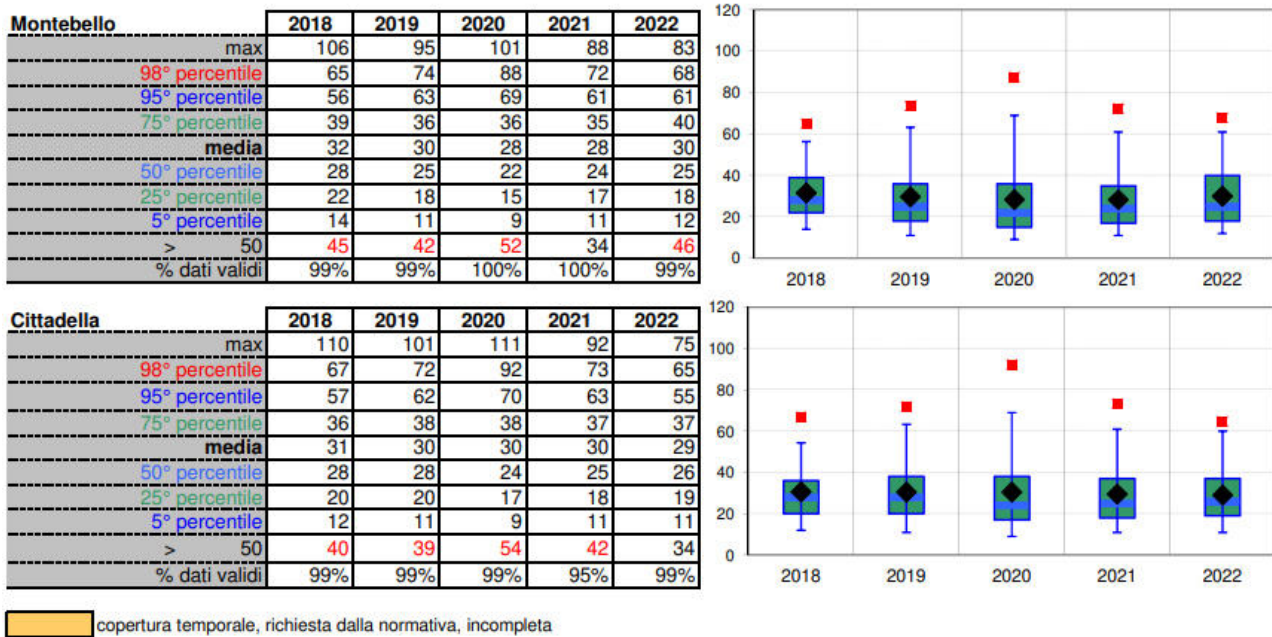 Montebello 2018 2019 2020 2021 2022
max 106 95 101 88 83
98° percentile 65 74 88 72 68
95° percentile 56 63 69 61 61
75° percentile 39 36 36 35 40
media 32 30 28 28 30
50° percentile 28 25 22 24 25
25° percentile 22 18 15 17 18
5° percentile 14 11 9 11 12
> 50 45 42 52 34 46
% dati validi 99% 99% 100% 100% 99%
120
100
80
60
40
20
0
2018 2019 2020 2021 2022
Cittadella 2018 2019 2020 2021 2022
max 110 101 111 92 75
98° percentile 67 72 92 73 65
95° percentile 57 62 70 63 55
75° percentile 36 38 38 37 37
media 31 30 30 30 29
50° percentile 28 28 24 25 26
25° percentile 20 20 17 18 19
5° percentile 12 11 9 11 11
> 50 40 39 54 42 34
% dati validi 99% 99% 99% 95% 99%
120
100
80
60
40
20
0
2018 2019 2020 2021 2022
copertura temporale, richiesta dalla normativa, incompleta